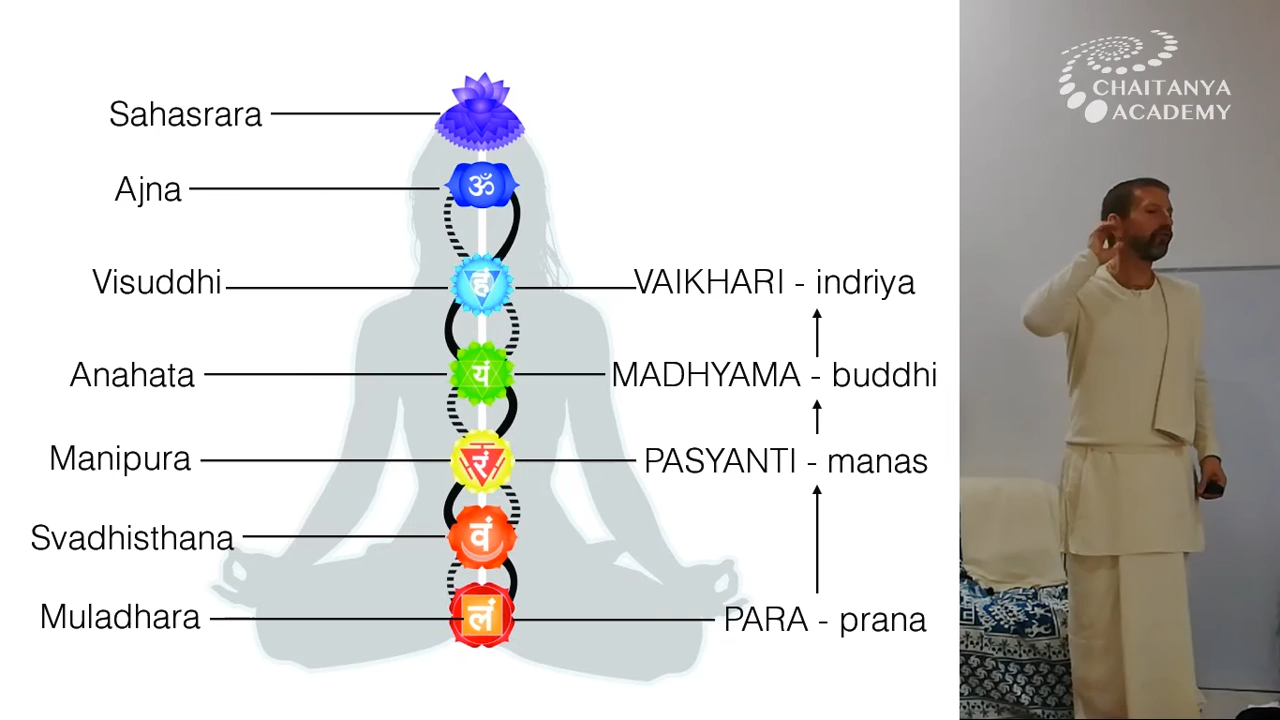 Sahasrara
Ajna
ॐ
Visuddhi
हं
VAIKHARI - indriya
Anahata
यं
MADHYAMA - buddhi
Manipura
रं
PASYANTI - manas
Svadhisthana
वं
Muladhara
लं
PARA - prana
CHAITANYA
ACADEMY